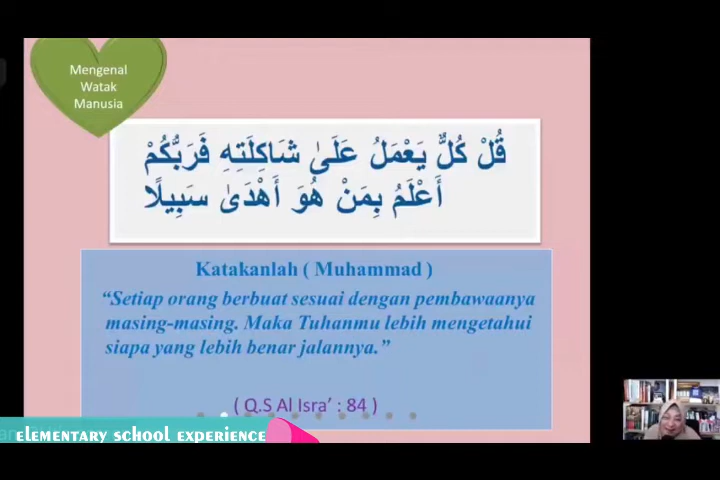 Mengenal
Watak
Manusia
قُلْ كُلٌّ يَعْمَلُ عَلَىٰ شَاكِلَتِهِ فَرَبُّكُمْ
أَعْلَمُ بِمَنْ هُوَ أَهْدَىٰ سَبِيلًا
Katakanlah ( Muhammad )
“Setiap orang berbuat sesuai dengan pembawaanya
masing-masing. Maka Tuhanmu lebih mengetahui
siapa yang lebih benar jalannya.”
( Q.S Al Isra’ : 84 )
ELEMENTARY SCHOOL EXPERIENCE